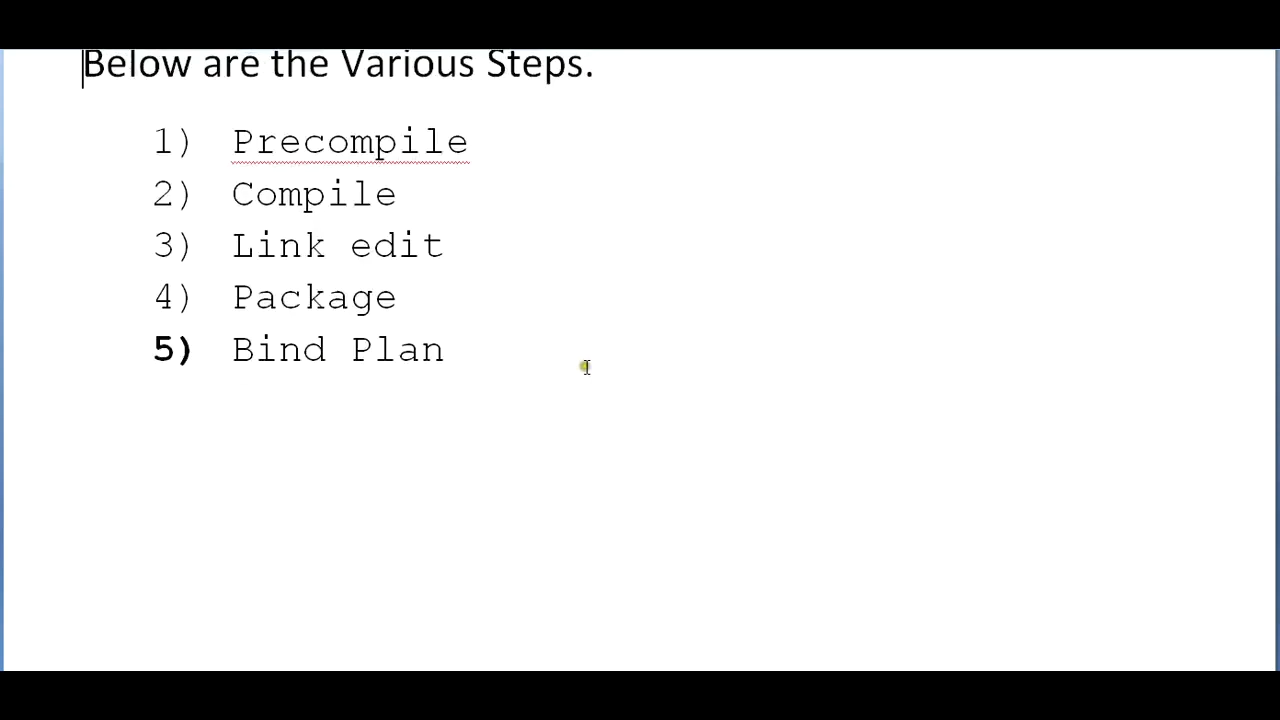 Below are the Various Steps.
1) Precompile
2) Compile
3) Link edit
4) Package
5) Bind Plan